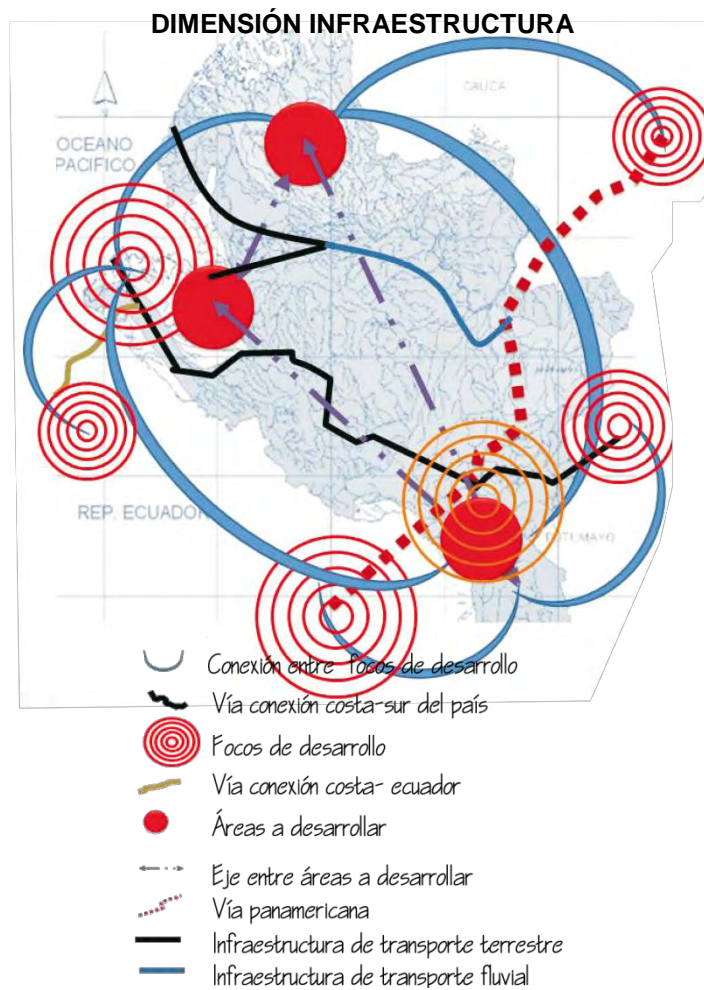 DIMENSIÓN INFRAESTRUCTURA
CAUCA
OCEANO
PACIFICO
REP. ECUADOR
PUTUMAYO
Conexión entre focos de desarrollo
Vía conexión costa-sur del país
Focos de desarrollo
Vía conexión costa- ecuador
Áreas a desarrollar
Eje entre áreas a desarrollar
Vía panamericana
Infraestructura de transporte terrestre
Infraestructura de transporte fluvial